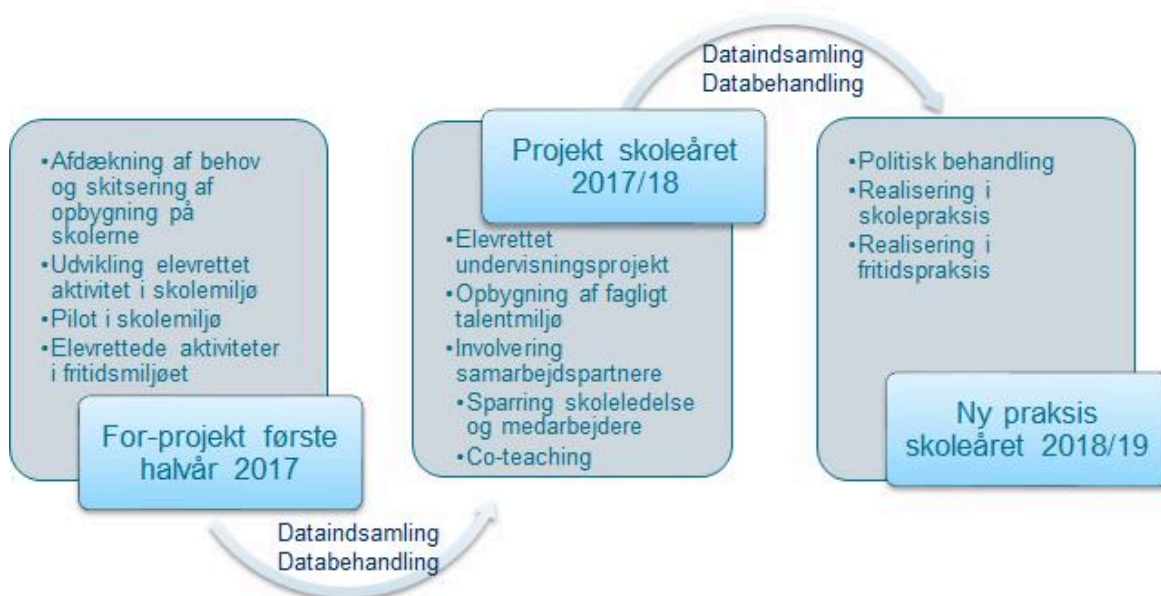 •Afdækning af behov
og skitsering af
opbygning på
skolerne
•Udvikling elevrettet
aktivitet i skolemiljø
•Pilot i skolemiljø
•Elevrettede aktiviteter
i fritidsmiljøet
For-projekt første
halvår 2017
Dataindsamling
Databehandling
Projekt skoleåret
2017/18
•Elevrettet
undervisningsprojekt
•Opbygning af fagligt
talentmiljø
•Involvering
samarbejdspartnere
•Sparring skoleledelse
og medarbejdere
•Co-teaching
Dataindsamling
Databehandling
•Politisk behandling
•Realisering i
skolepraksis
•Realisering i
fritidspraksis
Ny praksis
skoleåret 2018/19